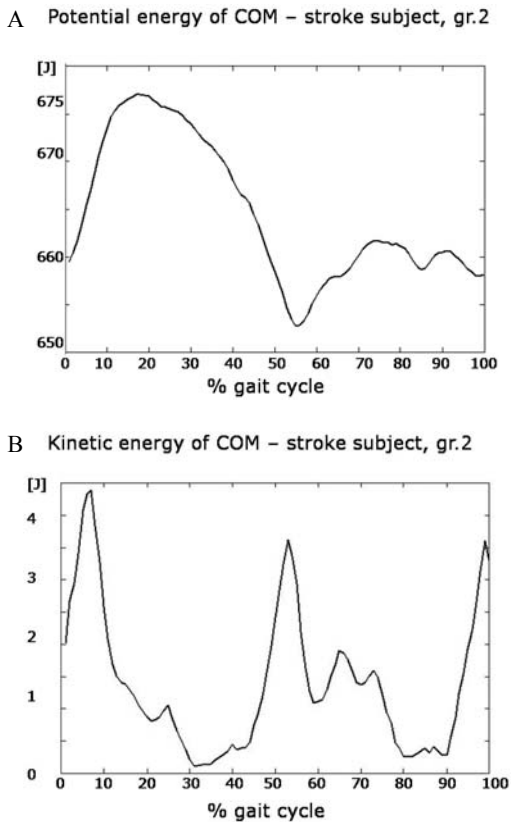 A Potential energy of COM – stroke subject, gr.2
[J]
675
670
660
650
0 10 20 30 40 50 60 70 80 90 100
% gait cycle
B Kinetic energy of COM – stroke subject, gr.2
[J]
4
3
2
1
0
0 10 20 30 40 50 60 70 80 90 100
% gait cycle